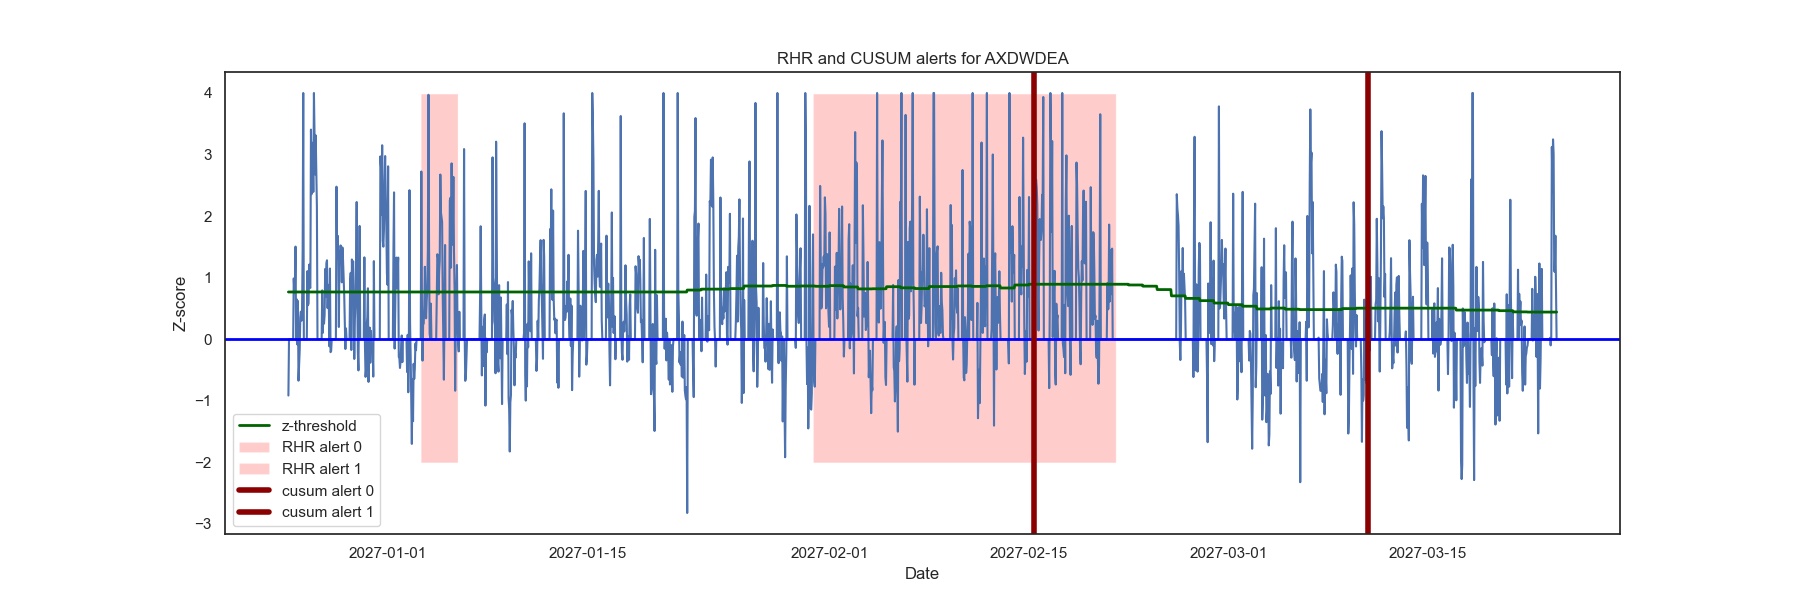 RHR and CUSUM alerts for AXDWDEA
4
3
2
1
0
−1
−2
−3
Z-score
z-threshold
RHR alert 0
RHR alert 1
cusum alert 0
cusum alert 1
2027-01-01 2027-01-15 2027-02-01 2027-02-15 2027-03-01 2027-03-15
Date